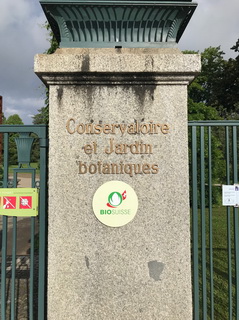 Conservatoire
et Jardin
botaniques
BIOSUISSE